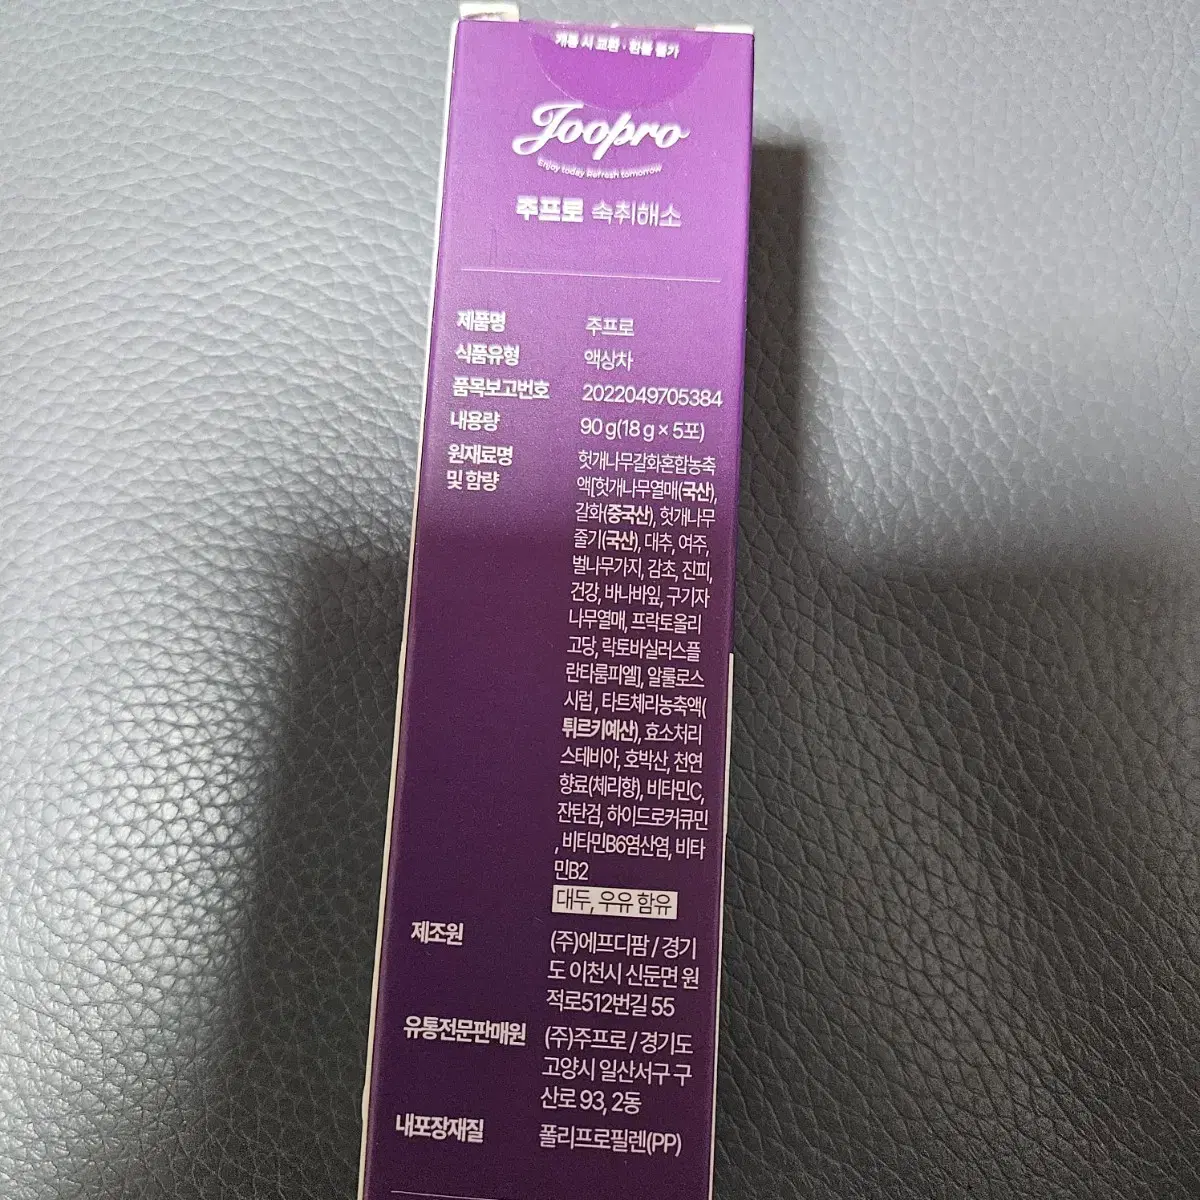 개봉 시 교환·환불 불가
Joopro
Enjoy today Refresh tomorrow
주프로 숙취해소
제품명 주프로
식품유형 액상차
품목보고번호 2022049705384
내용량 90 g(18 g × 5포)
원재료명 및 함량
헛개나무갈화혼합농축
액[헛개나무열매(국산),
갈화(중국산), 헛개나무
줄기(국산), 대추, 여주,
벌나무가지, 감초, 진피,
건강, 바나바잎, 구기자
나무열매, 프락토올리
고당, 락토바실러스플
란타룸피엘], 알룰로스
시럽, 타트체리농축액(
튀르키예산), 효소처리
스테비아, 호박산, 천연
향료(체리향), 비타민C,
잔탄검, 하이드로커큐민
, 비타민B6염산염, 비타
민B2
대두, 우유 함유
제조원 (주)에프디팜 / 경기
도 이천시 신둔면 원
적로512번길 55
유통전문판매원 (주)주프로 / 경기도
고양시 일산서구 구
산로 93, 2동
내포장재질 폴리프로필렌(PP)